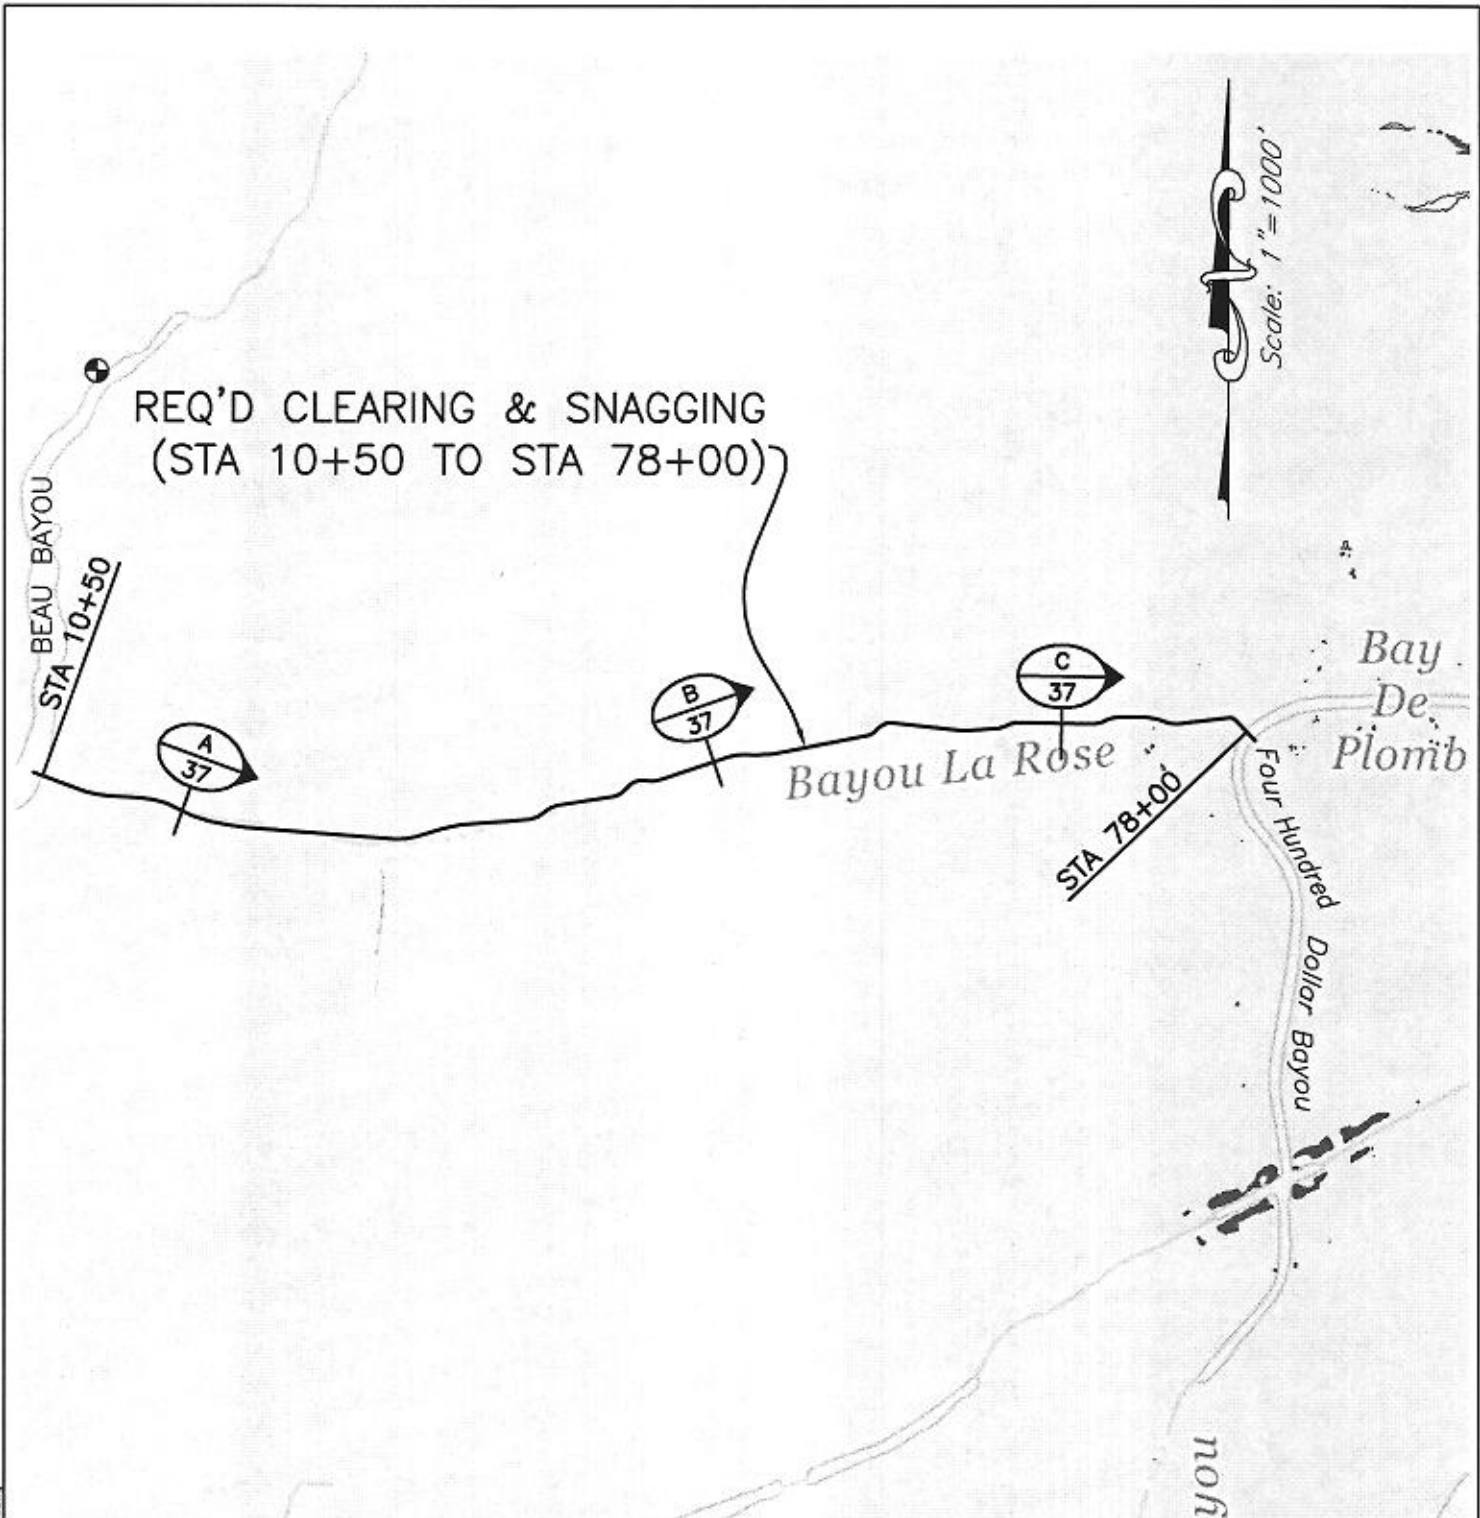 Scale: 1"=1000'
REQ'D CLEARING & SNAGGING
(STA 10+50 TO STA 78+00)
BEAU BAYOU
STA 10+50
A
37
B
37
C
37
Bay
De
Plomb
Bayou La Rose
STA 78+00
Four Hundred Dollar Bayou